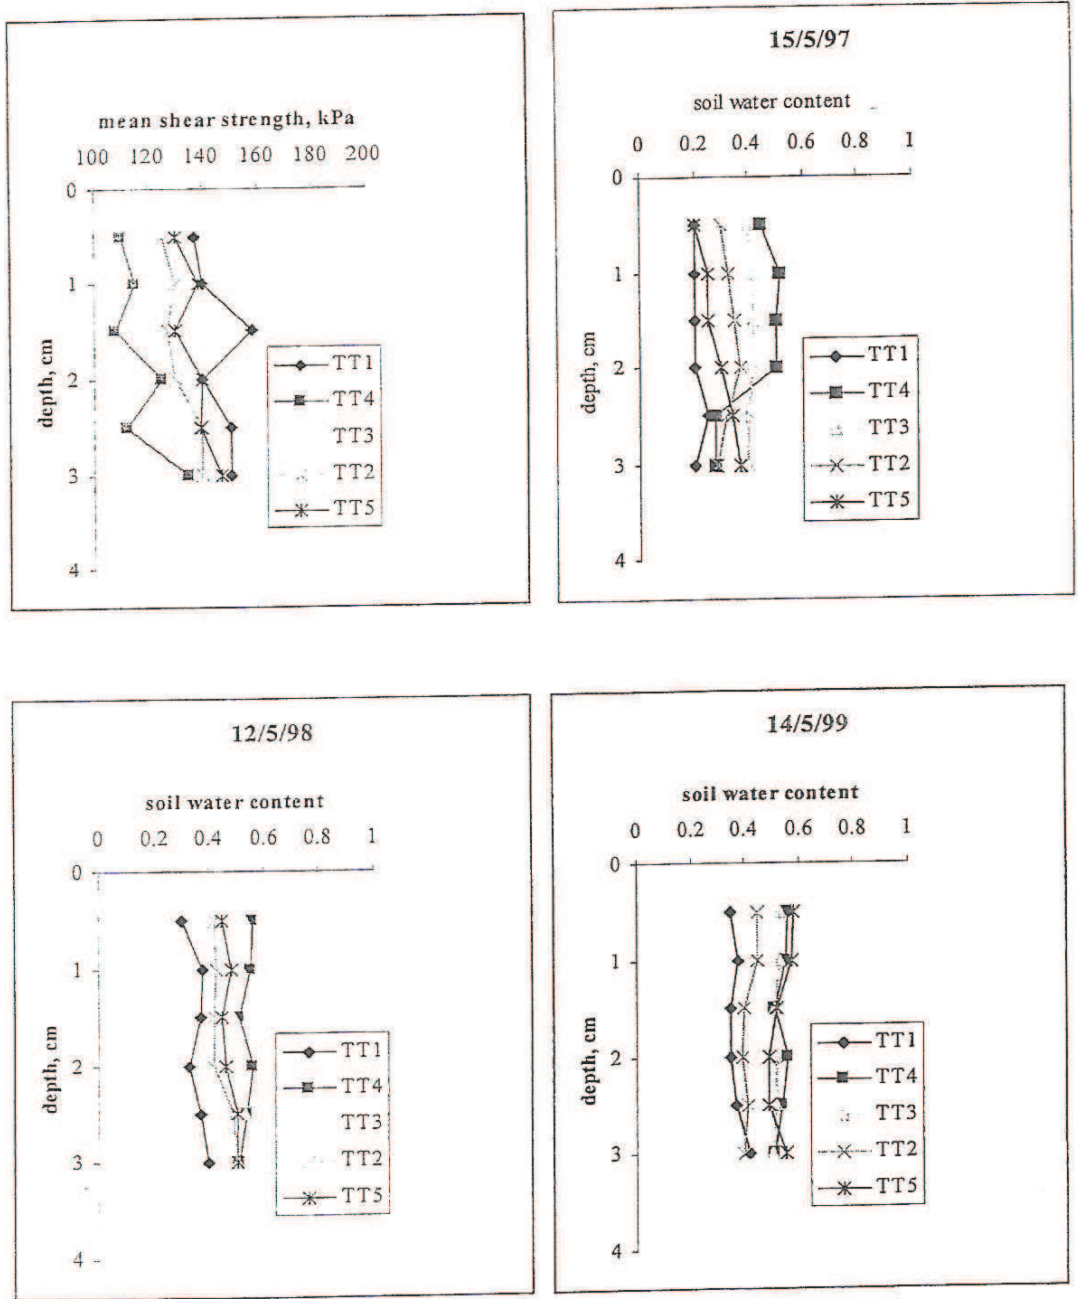 mean shear strength, kPa
100 120 140 160 180 200
0
1
2
3
4
depth, cm
TT1
TT4
TT3
TT2
TT5
15/5/97
soil water content
0 0.2 0.4 0.6 0.8 1
0
1
2
3
4
depth, cm
TT1
TT4
TT3
TT2
TT5
12/5/98
soil water content
0 0.2 0.4 0.6 0.8 1
0
1
2
3
4
depth, cm
TT1
TT4
TT3
TT2
TT5
14/5/99
soil water content
0 0.2 0.4 0.6 0.8 1
0
1
2
3
4
depth, cm
TT1
TT4
TT3
TT2
TT5